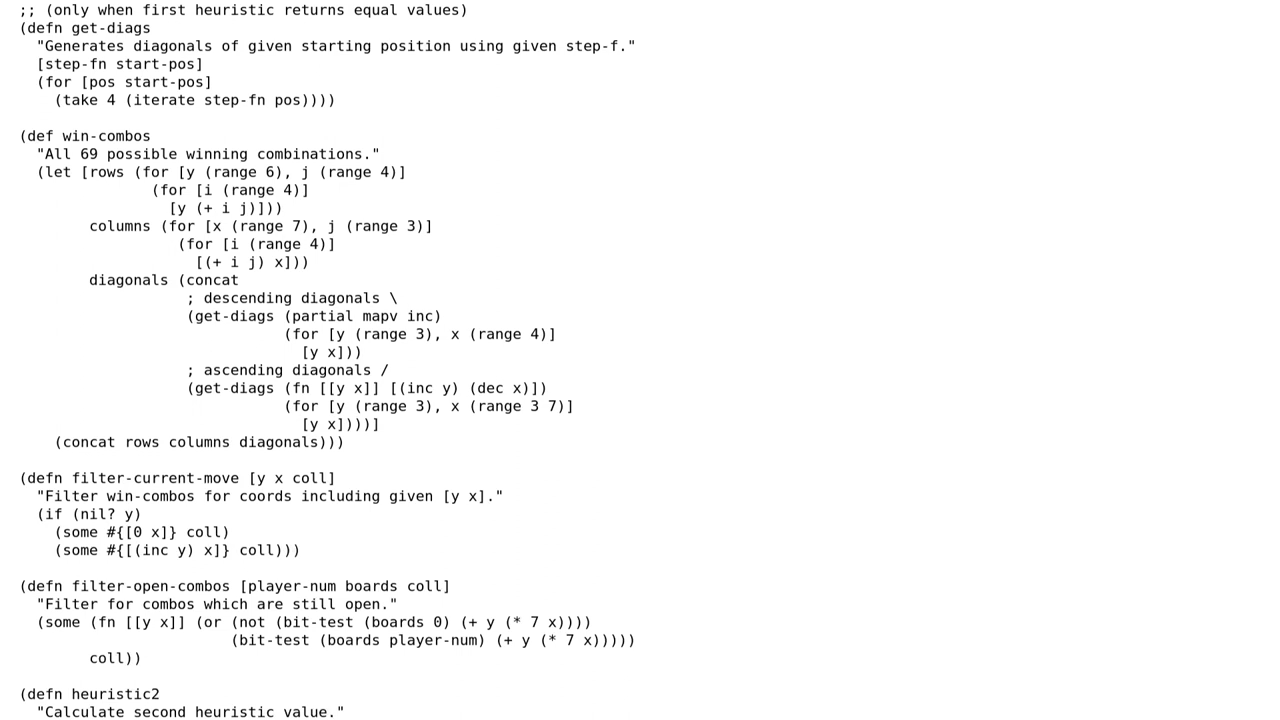 ;; (only when first heuristic returns equal values)
(defn get-diags
  "Generates diagonals of given starting position using given step-f."
  [step-fn start-pos]
  (for [pos start-pos]
    (take 4 (iterate step-fn pos))))

(def win-combos
  "All 69 possible winning combinations."
  (let [rows (for [y (range 6), j (range 4)]
               (for [i (range 4)]
                 [y (+ i j)]))
        columns (for [x (range 7), j (range 3)]
                  (for [i (range 4)]
                    [(+ i j) x]))
        diagonals (concat
                   ; descending diagonals \
                   (get-diags (partial mapv inc)
                              (for [y (range 3), x (range 4)]
                                [y x]))
                   ; ascending diagonals /
                   (get-diags (fn [[y x]] [(inc y) (dec x)])
                              (for [y (range 3), x (range 3 7)]
                                [y x])))]
    (concat rows columns diagonals)))

(defn filter-current-move [y x coll]
  "Filter win-combos for coords including given [y x]."
  (if (nil? y)
    (some #{[0 x]} coll)
    (some #{[(inc y) x]} coll)))

(defn filter-open-combos [player-num boards coll]
  "Filter for combos which are still open."
  (some (fn [[y x]] (or (not (bit-test (boards 0) (+ y (* 7 x))))
                        (bit-test (boards player-num) (+ y (* 7 x)))))
        coll))

(defn heuristic2
  "Calculate second heuristic value."